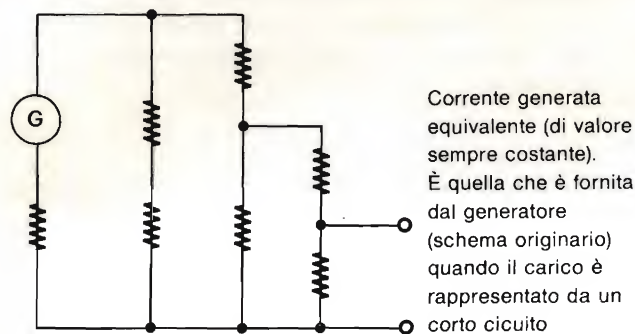 G
Corrente generata
equivalente (di valore
sempre costante).
È quella che è fornita
dal generatore
(schema originario)
quando il carico è
rappresentato da un
corto cicuito